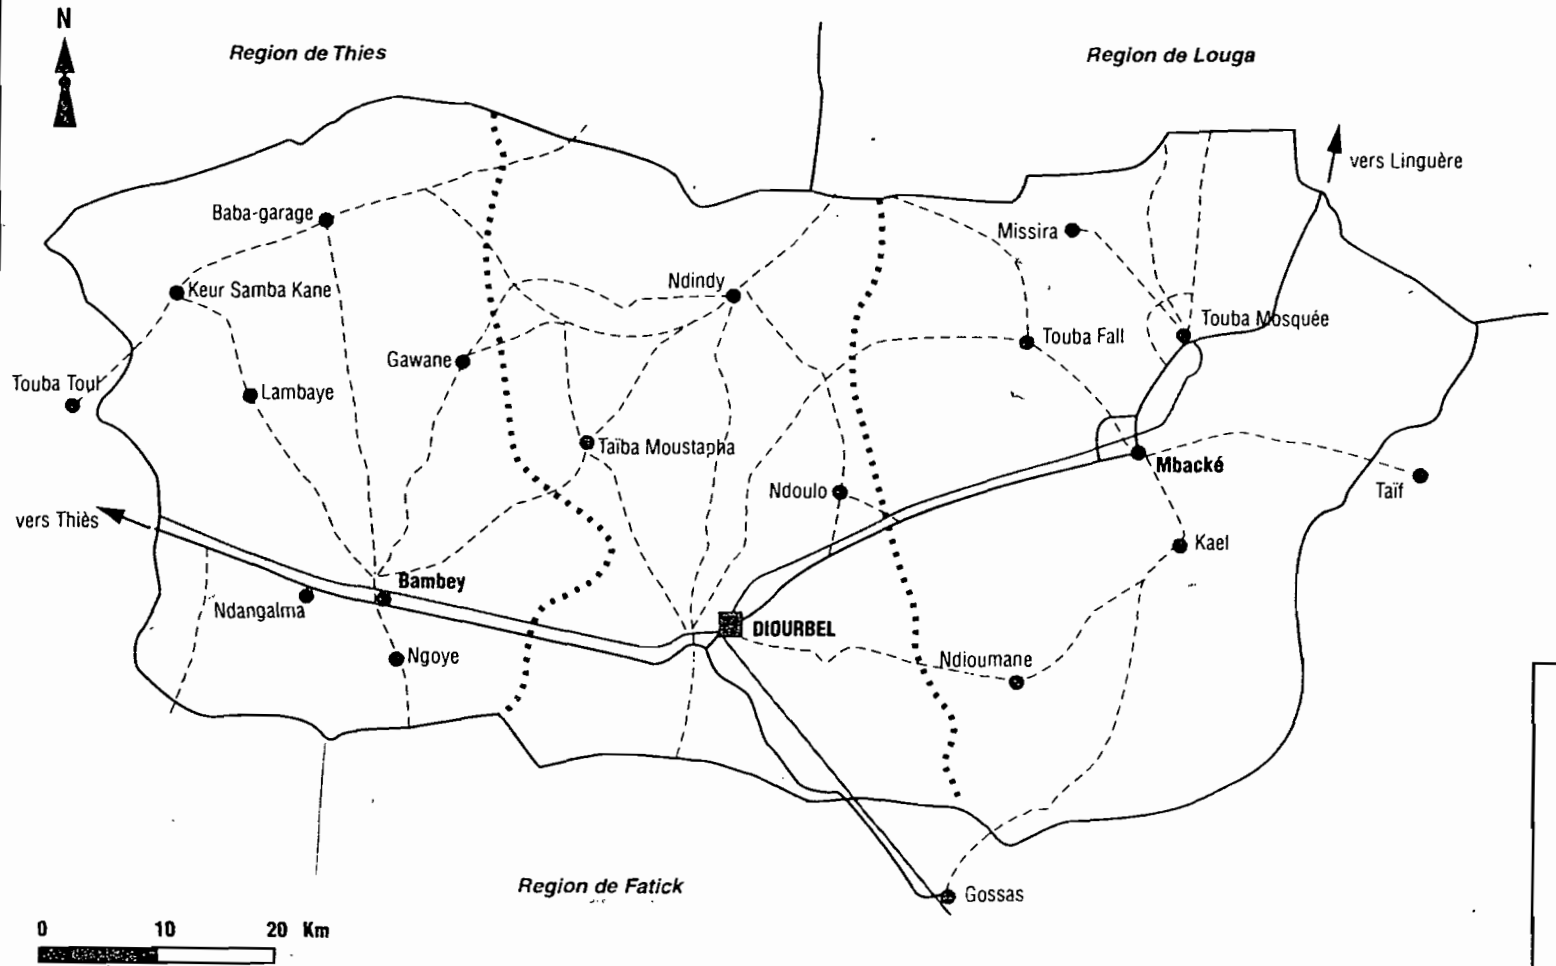 N
Region de Thies
Region de Louga
vers Linguère
Baba-garage
Missira
Keur Samba Kane
Ndindy
Touba Mosquée
Touba Fall
Gawane
Touba Toul
Lambaye
Taïba Moustapha
Mbacké
Ndoulo
Taïf
vers Thiès
Kael
Bambey
Ndangalma
DIOURBEL
Ngoye
Ndioumane
Region de Fatick
Gossas
0 10 20 Km